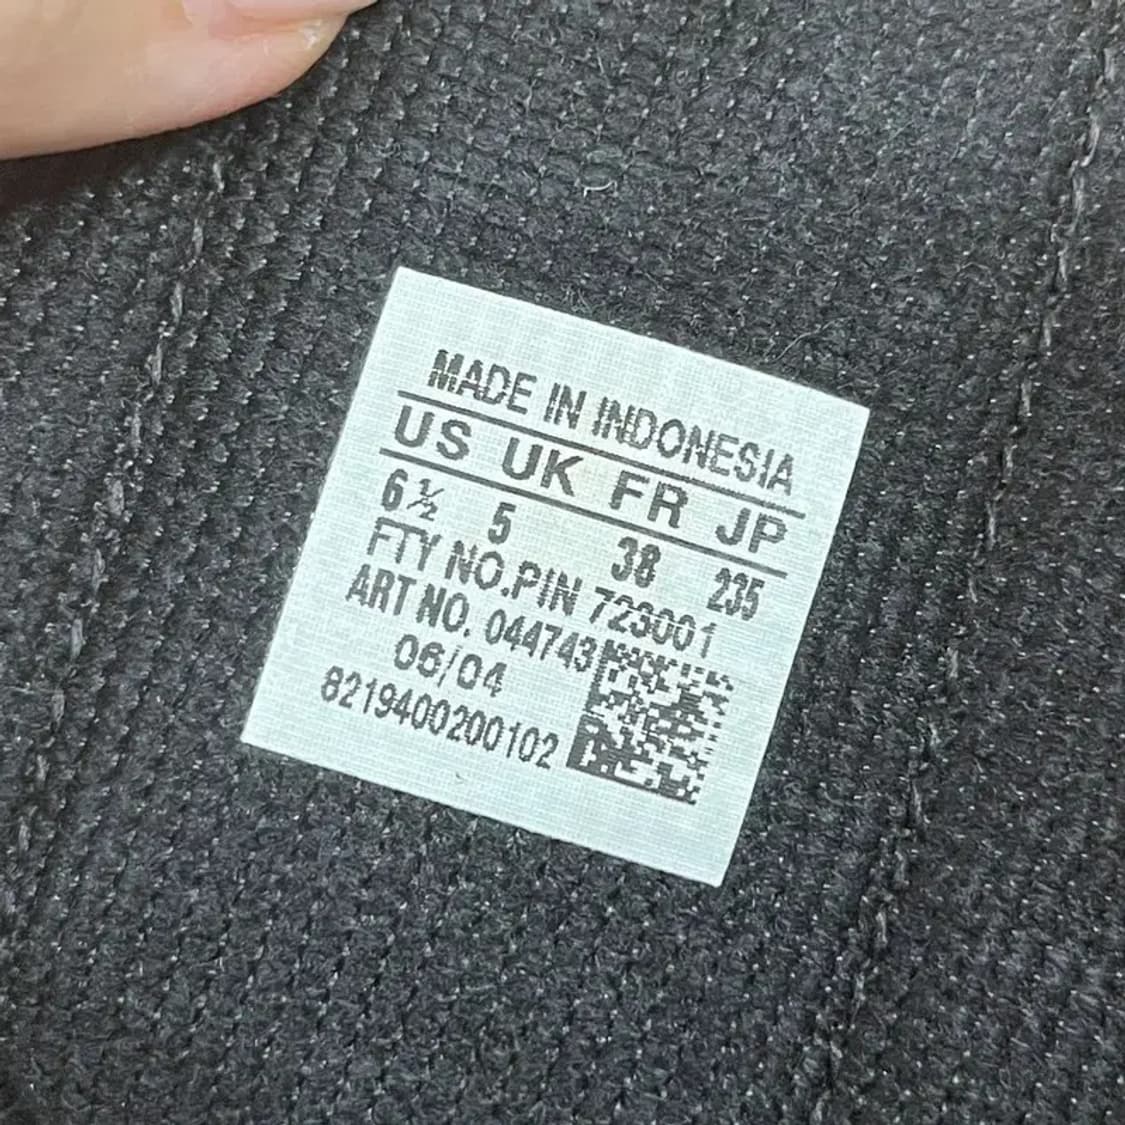 MADE IN INDONESIA
US UK FR JP
6½ 5 38 235
FTY NO.PIN 723001
ART NO. 044743
06/04
8219400200102